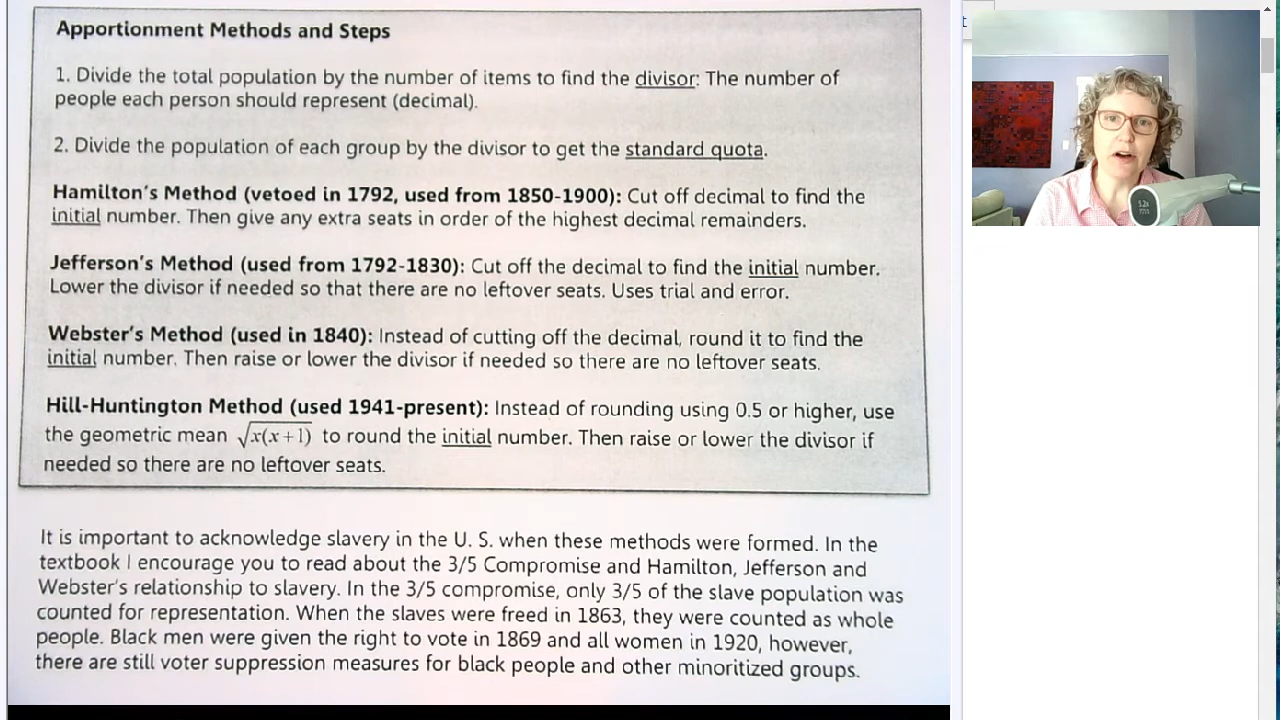 Apportionment Methods and Steps
1. Divide the total population by the number of items to find the divisor: The number of
people each person should represent (decimal).
2. Divide the population of each group by the divisor to get the standard quota.
Hamilton's Method (vetoed in 1792, used from 1850-1900): Cut off decimal to find the
initial number. Then give any extra seats in order of the highest decimal remainders.
Jefferson's Method (used from 1792-1830): Cut off the decimal to find the initial number.
Lower the divisor if needed so that there are no leftover seats. Uses trial and error.
Webster's Method (used in 1840): Instead of cutting off the decimal, round it to find the
initial number. Then raise or lower the divisor if needed so there are no leftover seats.
Hill-Huntington Method (used 1941-present): Instead of rounding using 0.5 or higher, use
the geometric mean √x(x+1) to round the initial number. Then raise or lower the divisor if
needed so there are no leftover seats.
It is important to acknowledge slavery in the U. S. when these methods were formed. In the
textbook I encourage you to read about the 3/5 Compromise and Hamilton, Jefferson and
Webster's relationship to slavery. In the 3/5 compromise, only 3/5 of the slave population was
counted for representation. When the slaves were freed in 1863, they were counted as whole
people. Black men were given the right to vote in 1869 and all women in 1920, however,
there are still voter suppression measures for black people and other minoritized groups.
t